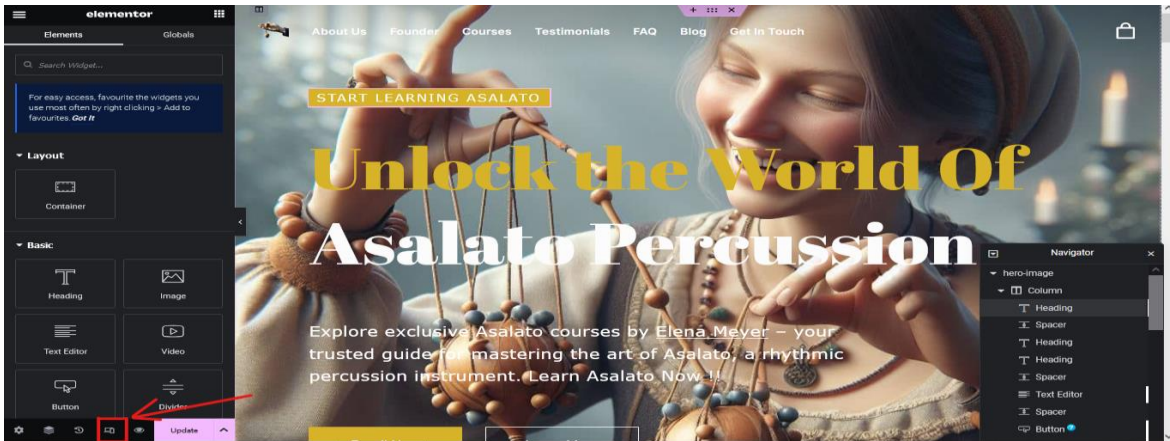 elementor
Elements
Globals
Search Widget...
For easy access, favourite the widgets you
use most often by right clicking > Add to
favourites. Got It
Layout
Container
Basic
Heading
Image
Text Editor
Video
Button
Divider
Update
About Us Founder Courses Testimonials FAQ Blog Get In Touch
START LEARNING ASALATO
Unlock the World Of
Asalato Percussion
Explore exclusive Asalato courses by Elena Meyer – your
trusted guide for mastering the art of Asalato, a rhythmic
percussion instrument. Learn Asalato Now !!
Navigator
hero-image
Column
Heading
Spacer
Heading
Heading
Spacer
Text Editor
Spacer
Button